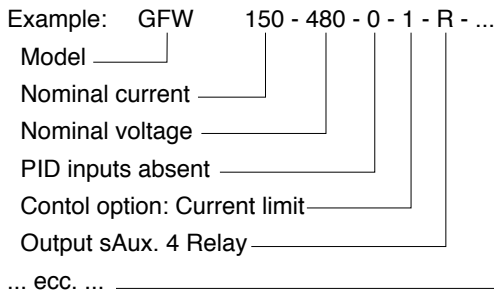 Example: GFW 150 - 480 - 0 - 1 - R - ...
Model
Nominal current
Nominal voltage
PID inputs absent
Contol option: Current limit
Output sAux. 4 Relay
... ecc. ...